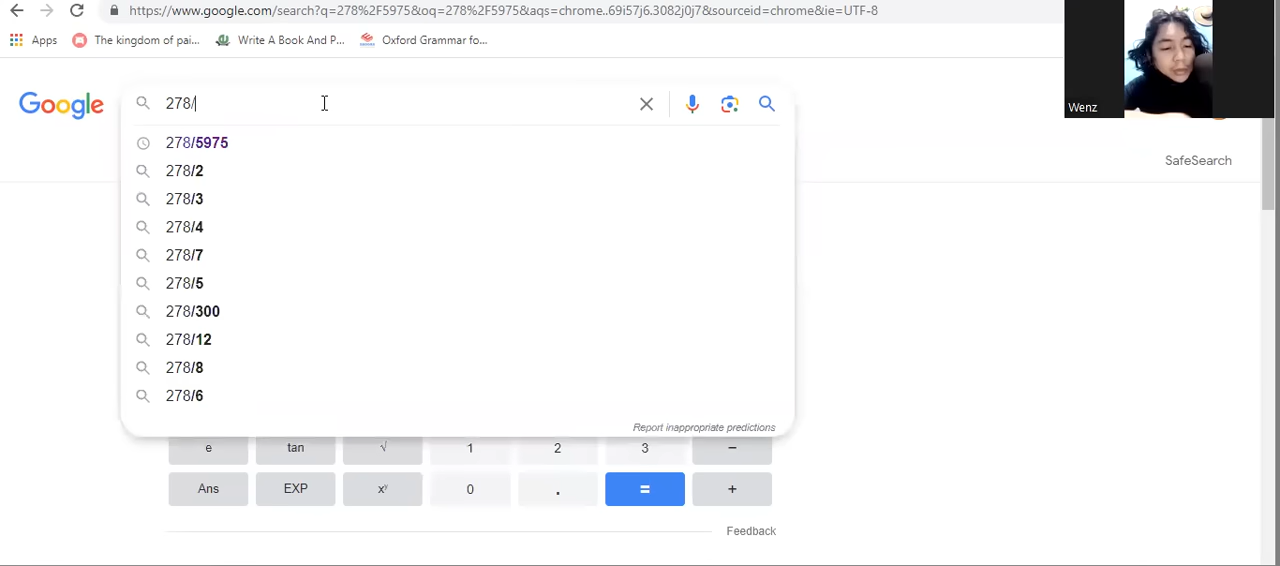 https://www.google.com/search?q=278%2F5975&oq=278%2F5975&aqs=chrome..69i57j6.3082j0j7&sourceid=chrome&ie=UTF-8
Apps The kingdom of pai... Write A Book And P... Oxford Grammar fo...
Google
278/
Wenz
278/5975
SafeSearch
278/2
278/3
278/4
278/7
278/5
278/300
278/12
278/8
278/6
Report inappropriate predictions
e tan √ 1 2 3 −
Ans EXP xʸ 0 . = +
Feedback